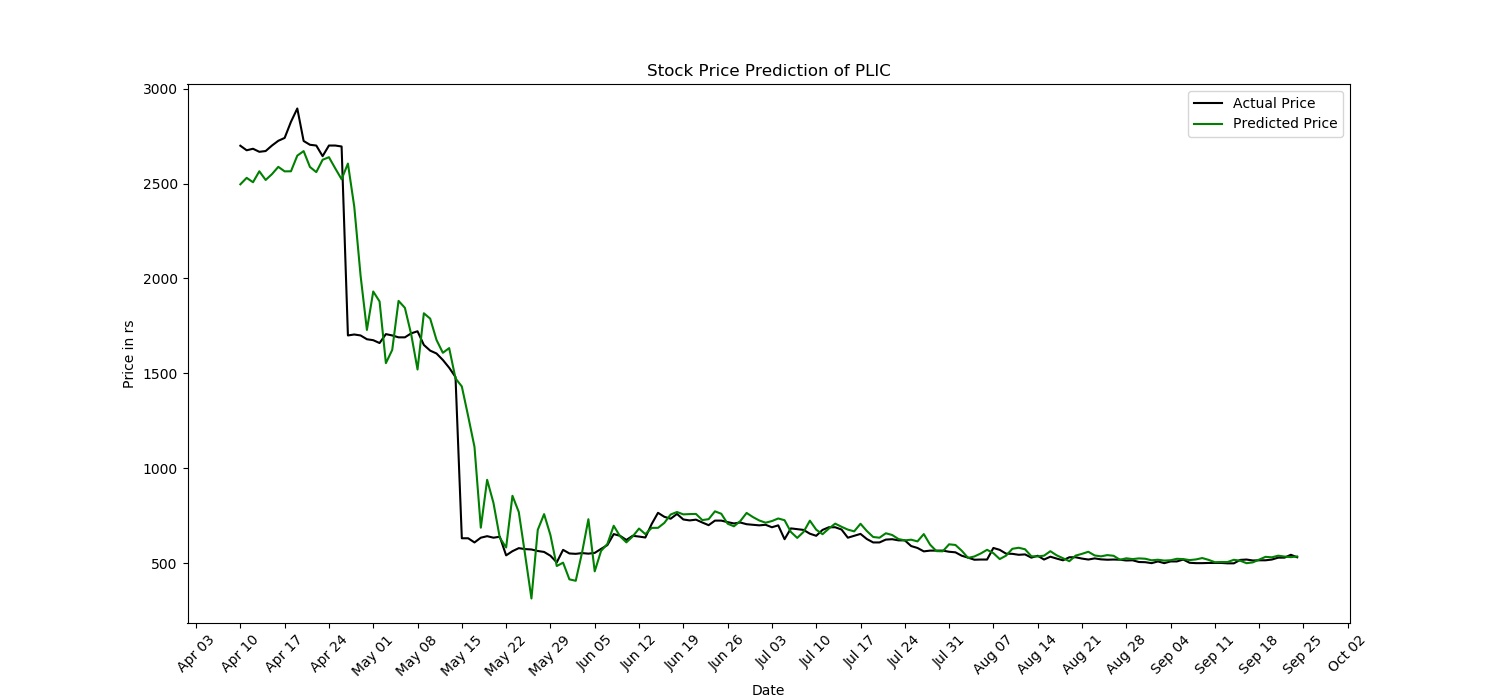 Stock Price Prediction of PLIC
Actual Price
Predicted Price
Price in rs
3000
2500
2000
1500
1000
500
Apr 03
Apr 10
Apr 17
Apr 24
May 01
May 08
May 15
May 22
May 29
Jun 05
Jun 12
Jun 19
Jun 26
Jul 03
Jul 10
Jul 17
Jul 24
Jul 31
Aug 07
Aug 14
Aug 21
Aug 28
Sep 04
Sep 11
Sep 18
Sep 25
Oct 02
Date